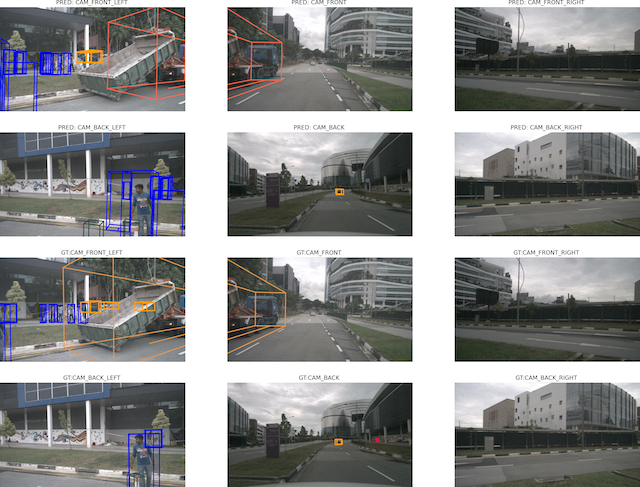 PRED: CAM_FRONT_LEFT
PRED: CAM_FRONT
PRED: CAM_FRONT_RIGHT
PRED: CAM_BACK_LEFT
PRED: CAM_BACK
PRED: CAM_BACK_RIGHT
GT:CAM_FRONT_LEFT
GT:CAM_FRONT
GT:CAM_FRONT_RIGHT
GT:CAM_BACK_LEFT
GT:CAM_BACK
GT:CAM_BACK_RIGHT